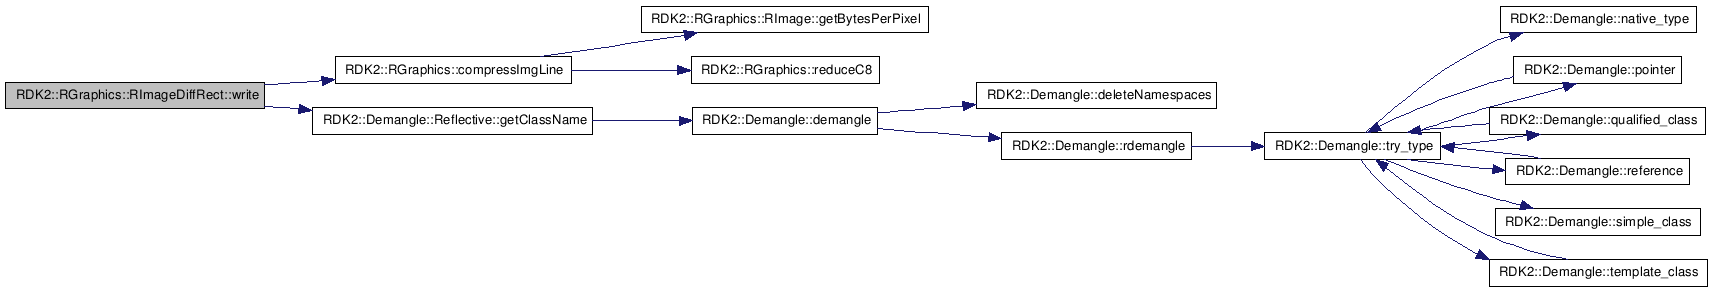 RDK2::RGraphics::RImageDiffRect::write
RDK2::RGraphics::compressImgLine
RDK2::Demangle::Reflective::getClassName
RDK2::RGraphics::RImage::getBytesPerPixel
RDK2::RGraphics::reduceC8
RDK2::Demangle::demangle
RDK2::Demangle::deleteNamespaces
RDK2::Demangle::rdemangle
RDK2::Demangle::try_type
RDK2::Demangle::native_type
RDK2::Demangle::pointer
RDK2::Demangle::qualified_class
RDK2::Demangle::reference
RDK2::Demangle::simple_class
RDK2::Demangle::template_class